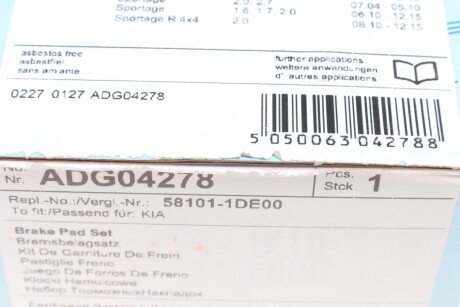 2.0, 2.7
Sportage 1.6, 1.7, 2.0 07.04 - 05.10
Sportage 2.0 06.10 - 12.15
Sportage R 4x4 08.10 - 12.15
asbestos free
asbestfrei
sans amiante
further applications
weitere anwendungen
d' autres applications
0227 0127 ADG04278
5 050063 042788
No.
Nr. ADG04278 Pcs.
Stck. 1
Repl.-No.:/Vergl.-Nr.: 58101-1DE00
To fit:/Passend für: KIA
Brake Pad Set
Bremsbelagsatz
Kit De Garniture De Frein
Pastiglie Freno
Juego De Forros De Freno
Klocki Hamulcowe
Набор ТормозныхНакладок